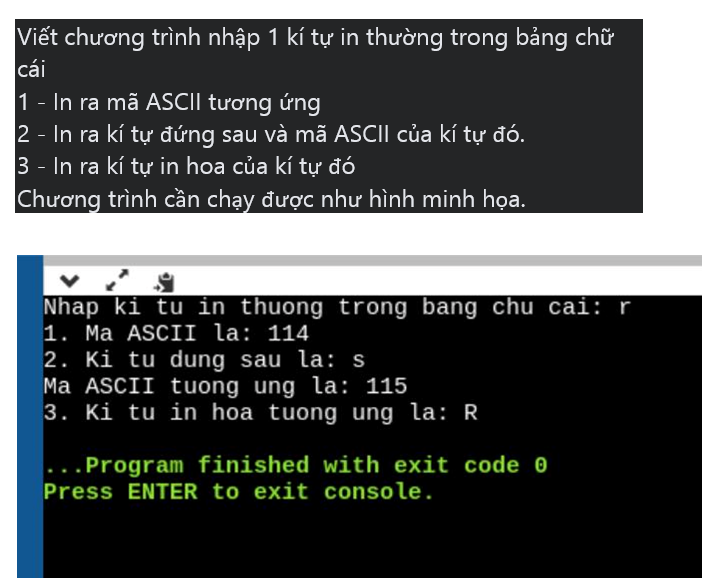 Viết chương trình nhập 1 kí tự in thường trong bảng chữ
cái
1 - In ra mã ASCII tương ứng
2 - In ra kí tự đứng sau và mã ASCII của kí tự đó.
3 - In ra kí tự in hoa của kí tự đó
Chương trình cần chạy được như hình minh họa.
Nhap ki tu in thuong trong bang chu cai: r
1. Ma ASCII la: 114
2. Ki tu dung sau la: s
Ma ASCII tuong ung la: 115
3. Ki tu in hoa tuong ung la: R
...Program finished with exit code 0
Press ENTER to exit console.